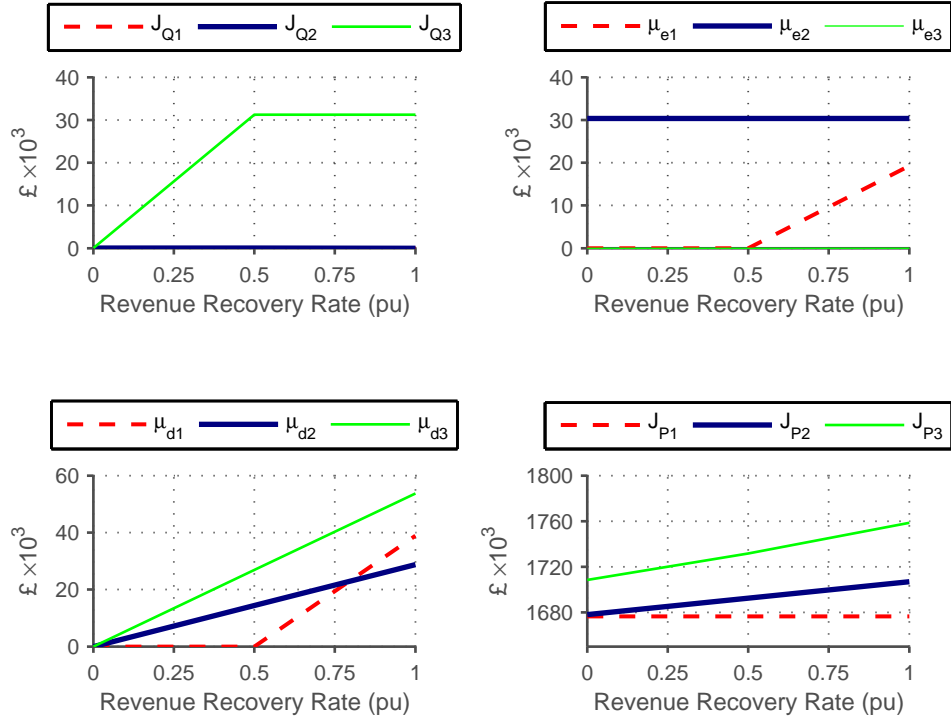 J_Q1 J_Q2 J_Q3
40
30
20
10
0
£ ×10^3
0 0.25 0.5 0.75 1
Revenue Recovery Rate (pu)
μ_e1 μ_e2 μ_e3
40
30
20
10
0
£ ×10^3
0 0.25 0.5 0.75 1
Revenue Recovery Rate (pu)
μ_d1 μ_d2 μ_d3
60
40
20
0
£ ×10^3
0 0.25 0.5 0.75 1
Revenue Recovery Rate (pu)
J_P1 J_P2 J_P3
1800
1760
1720
1680
£ ×10^3
0 0.25 0.5 0.75 1
Revenue Recovery Rate (pu)